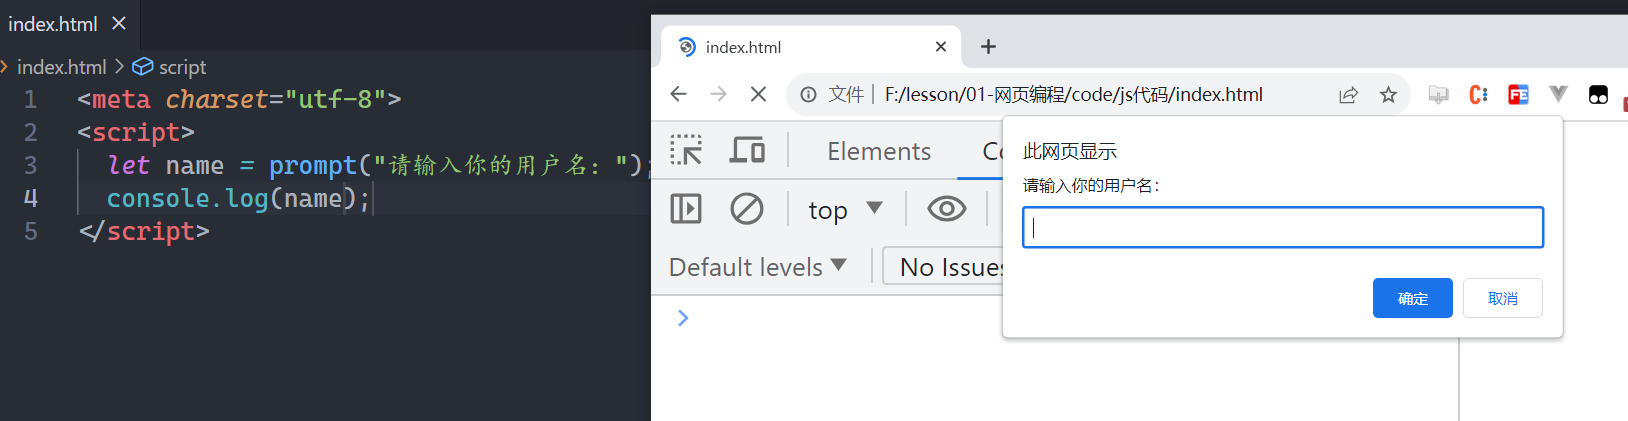 index.html
index.html > script
1 <meta charset="utf-8">
2 <script>
3 let name = prompt("请输入你的用户名：");
4 console.log(name);
5 </script>
index.html
文件 | F:/lesson/01-网页编程/code/js代码/index.html
Elements Co
top
Default levels No Issues
此网页显示
请输入你的用户名：
确定 取消